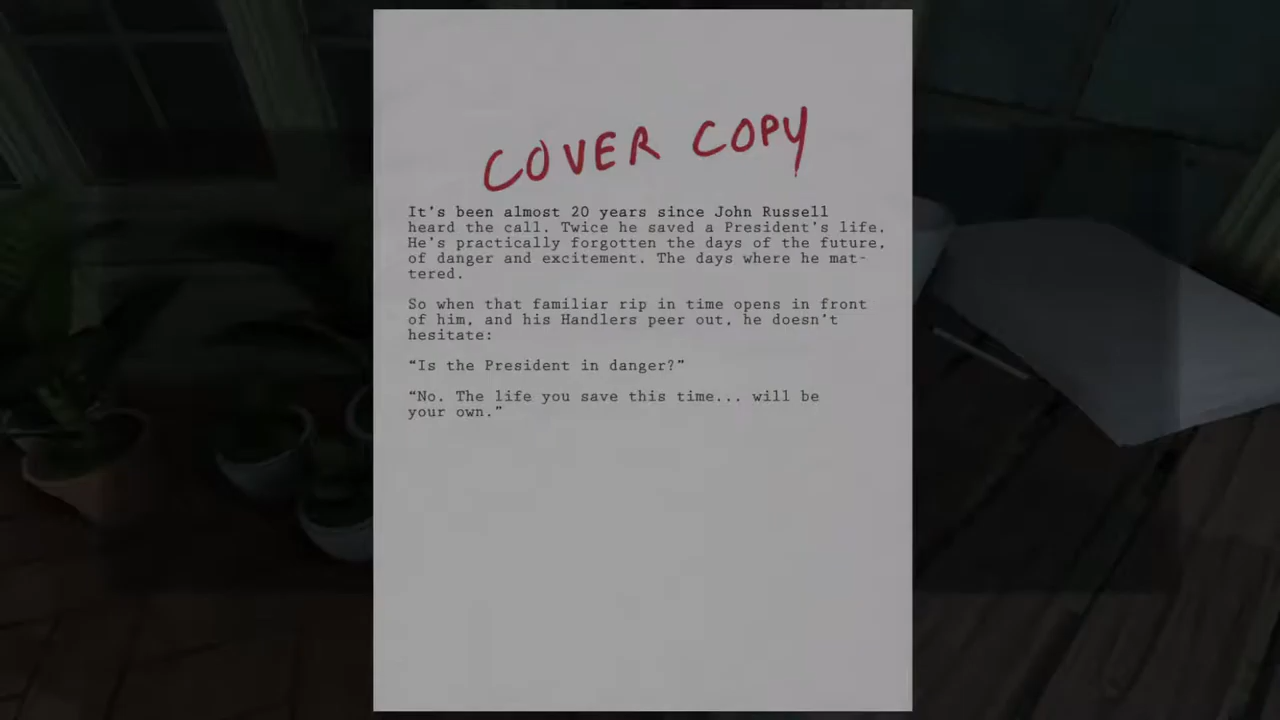 COVER COPY
It's been almost 20 years since John Russell
heard the call. Twice he saved a President's life.
He's practically forgotten the days of the future,
of danger and excitement. The days where he mat-
tered.
So when that familiar rip in time opens in front
of him, and his Handlers peer out, he doesn't
hesitate:
“Is the President in danger?”
“No. The life you save this time... will be
your own.”